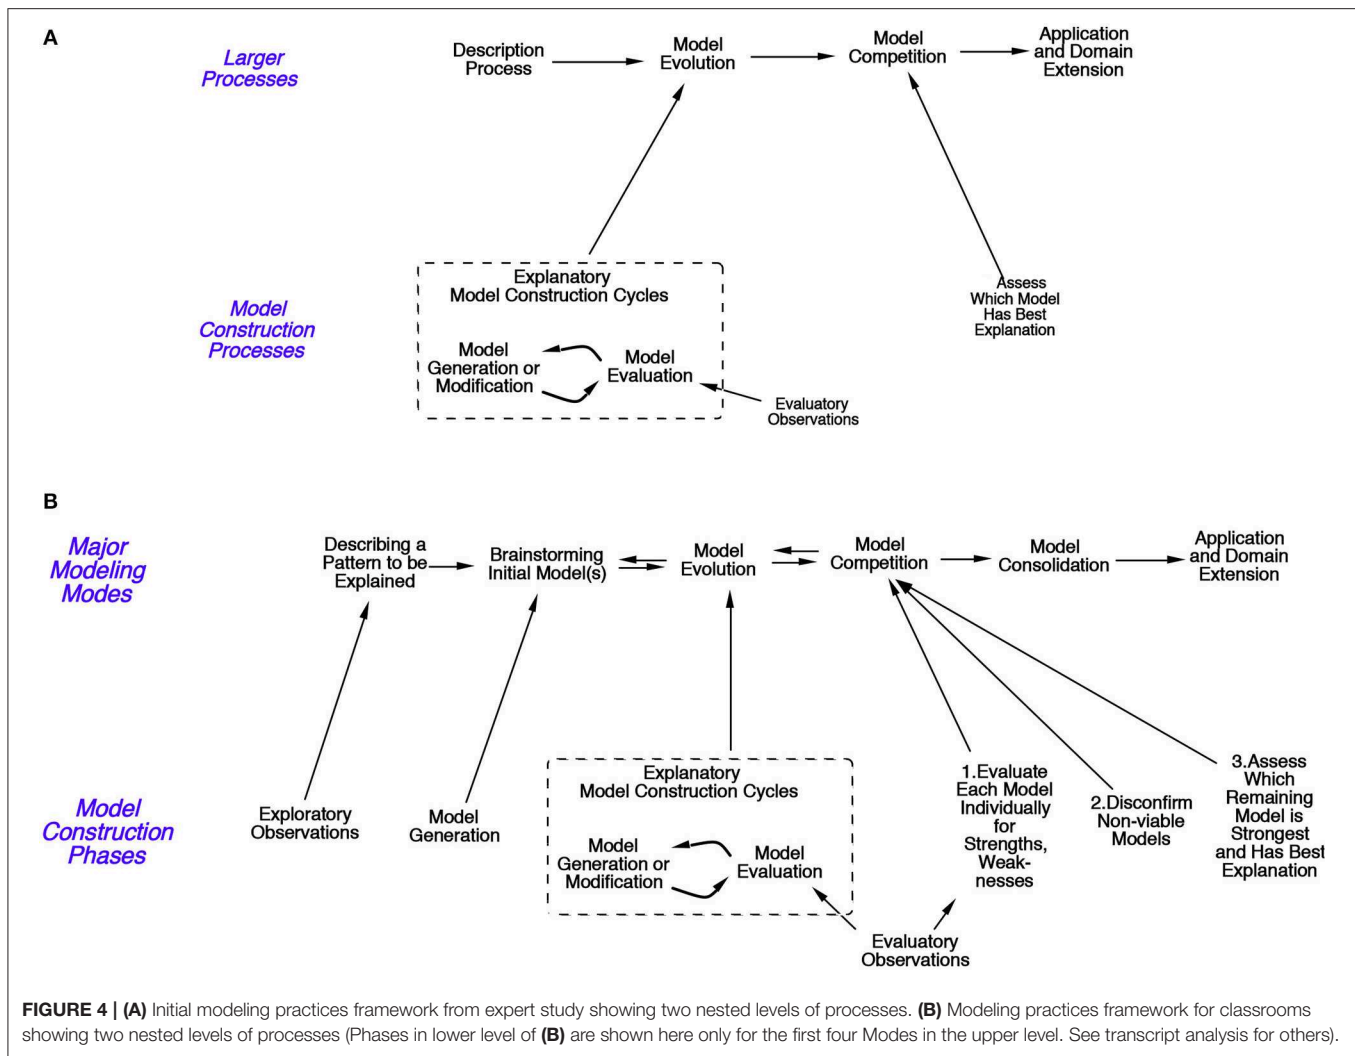 A
Larger
Processes
Description
Process
Model
Evolution
Model
Competition
Application
and Domain
Extension
Model
Construction
Processes
Explanatory
Model Construction Cycles
Model
Generation or
Modification
Model
Evaluation
Evaluatory
Observations
Assess
Which Model
Has Best
Explanation
B
Major
Modeling
Modes
Describing a
Pattern to be
Explained
Brainstorming
Initial Model(s)
Model
Evolution
Model
Competition
Model
Consolidation
Application
and Domain
Extension
Model
Construction
Phases
Exploratory
Observations
Model
Generation
Explanatory
Model Construction Cycles
Model
Generation or
Modification
Model
Evaluation
Evaluatory
Observations
1.Evaluate
Each Model
Individually
for
Strengths,
Weak-
nesses
2.Disconfirm
Non-viable
Models
3.Assess
Which
Remaining
Model is
Strongest
and Has Best
Explanation
FIGURE 4 | (A) Initial modeling practices framework from expert study showing two nested levels of processes. (B) Modeling practices framework for classrooms
showing two nested levels of processes (Phases in lower level of (B) are shown here only for the first four Modes in the upper level. See transcript analysis for others).